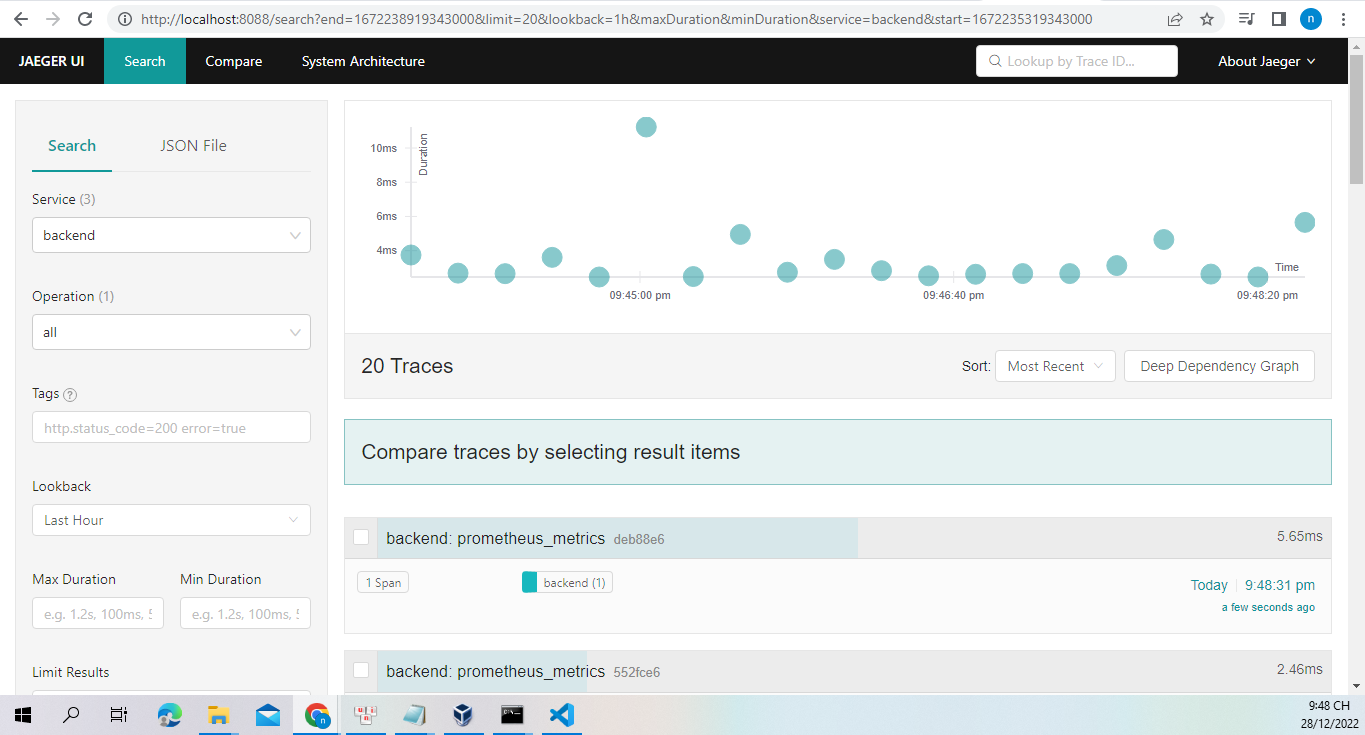 http://localhost:8088/search?end=1672238919343000&limit=20&lookback=1h&maxDuration&minDuration&service=backend&start=1672235319343000
n
JAEGER UI Search Compare System Architecture Lookup by Trace ID... About Jaeger
Search JSON File
Service (3)
backend
Operation (1)
all
Tags ?
http.status_code=200 error=true
Lookback
Last Hour
Max Duration Min Duration
e.g. 1.2s, 100ms, 5 e.g. 1.2s, 100ms, 5
Limit Results
Duration
10ms
8ms
6ms
4ms
Time
09:45:00 pm 09:46:40 pm 09:48:20 pm
20 Traces Sort: Most Recent Deep Dependency Graph
Compare traces by selecting result items
backend: prometheus_metrics deb88e6 5.65ms
1 Span backend (1) Today 9:48:31 pm
a few seconds ago
backend: prometheus_metrics 552fce6 2.46ms
9:48 CH
28/12/2022